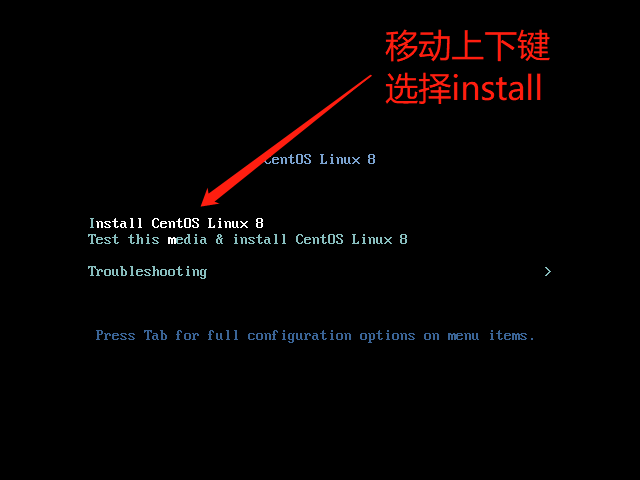 移动上下键
选择install
CentOS Linux 8
Install CentOS Linux 8
Test this media & install CentOS Linux 8
Troubleshooting >
Press Tab for full configuration options on menu items.